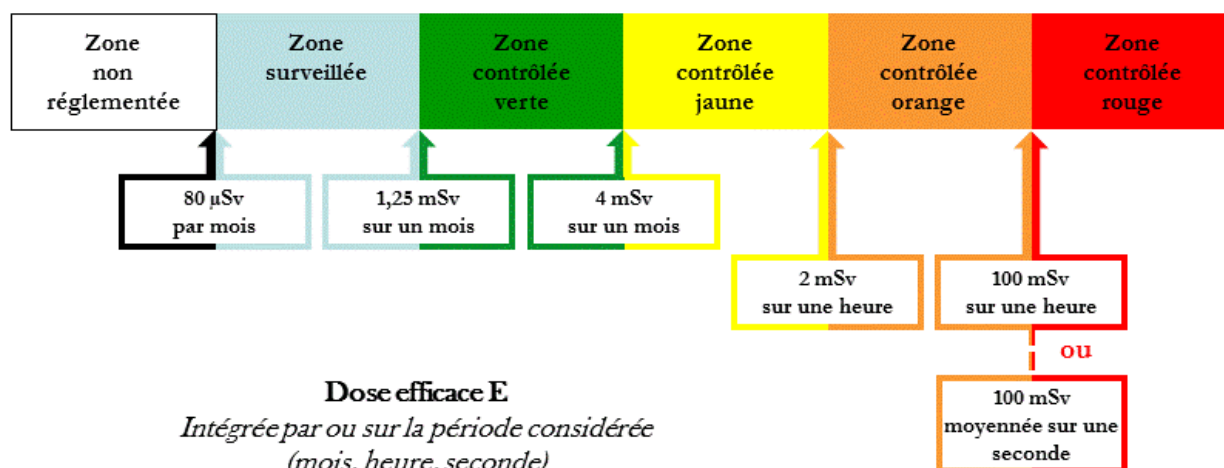 Zone
non
réglementée
Zone
surveillée
Zone
contrôlée
verte
Zone
contrôlée
jaune
Zone
contrôlée
orange
Zone
contrôlée
rouge
80 µSv
par mois
1,25 mSv
sur un mois
4 mSv
sur un mois
2 mSv
sur une heure
100 mSv
sur une heure
ou
100 mSv
moyennée sur une
seconde
Dose efficace E
Intégrée par ou sur la période considérée
(mois, heure, seconde)